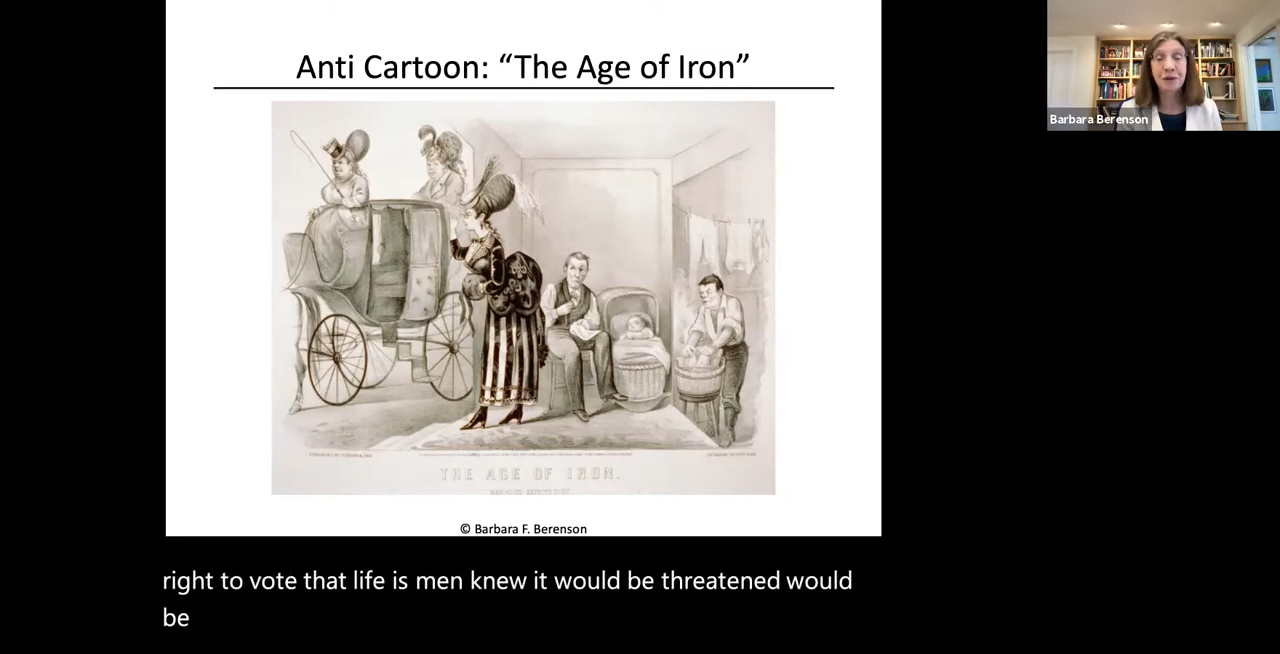 Anti Cartoon: “The Age of Iron”
Barbara Berenson
THE AGE OF IRON.
© Barbara F. Berenson
right to vote that life is men knew it would be threatened would
be